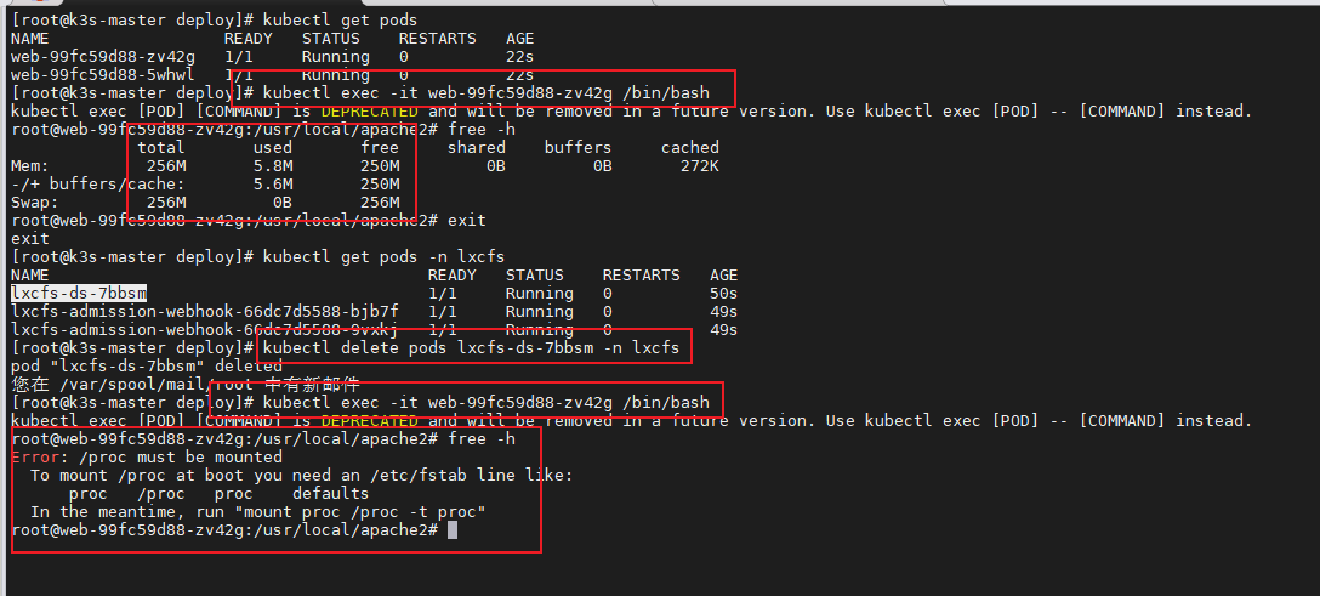 [root@k3s-master deploy]# kubectl get pods
NAME READY STATUS RESTARTS AGE
web-99fc59d88-zv42g 1/1 Running 0 22s
web-99fc59d88-5whwl 1/1 Running 0 22s
[root@k3s-master deploy]# kubectl exec -it web-99fc59d88-zv42g /bin/bash
kubectl exec [POD] [COMMAND] is DEPRECATED and will be removed in a future version. Use kubectl exec [POD] -- [COMMAND] instead.
root@web-99fc59d88-zv42g:/usr/local/apache2# free -h
total used free shared buffers cached
Mem: 256M 5.8M 250M 0B 0B 272K
-/+ buffers/cache: 5.6M 250M
Swap: 256M 0B 256M
root@web-99fc59d88-zv42g:/usr/local/apache2# exit
exit
[root@k3s-master deploy]# kubectl get pods -n lxcfs
NAME READY STATUS RESTARTS AGE
lxcfs-ds-7bbsm 1/1 Running 0 50s
lxcfs-admission-webhook-66dc7d5588-bjb7f 1/1 Running 0 49s
lxcfs-admission-webhook-66dc7d5588-9vxkj 1/1 Running 0 49s
[root@k3s-master deploy]# kubectl delete pods lxcfs-ds-7bbsm -n lxcfs
pod "lxcfs-ds-7bbsm" deleted
您在 /var/spool/mail/root 中有新邮件
[root@k3s-master deploy]# kubectl exec -it web-99fc59d88-zv42g /bin/bash
kubectl exec [POD] [COMMAND] is DEPRECATED and will be removed in a future version. Use kubectl exec [POD] -- [COMMAND] instead.
root@web-99fc59d88-zv42g:/usr/local/apache2# free -h
Error: /proc must be mounted
To mount /proc at boot you need an /etc/fstab line like:
proc /proc proc defaults
In the meantime, run "mount proc /proc -t proc"
root@web-99fc59d88-zv42g:/usr/local/apache2#